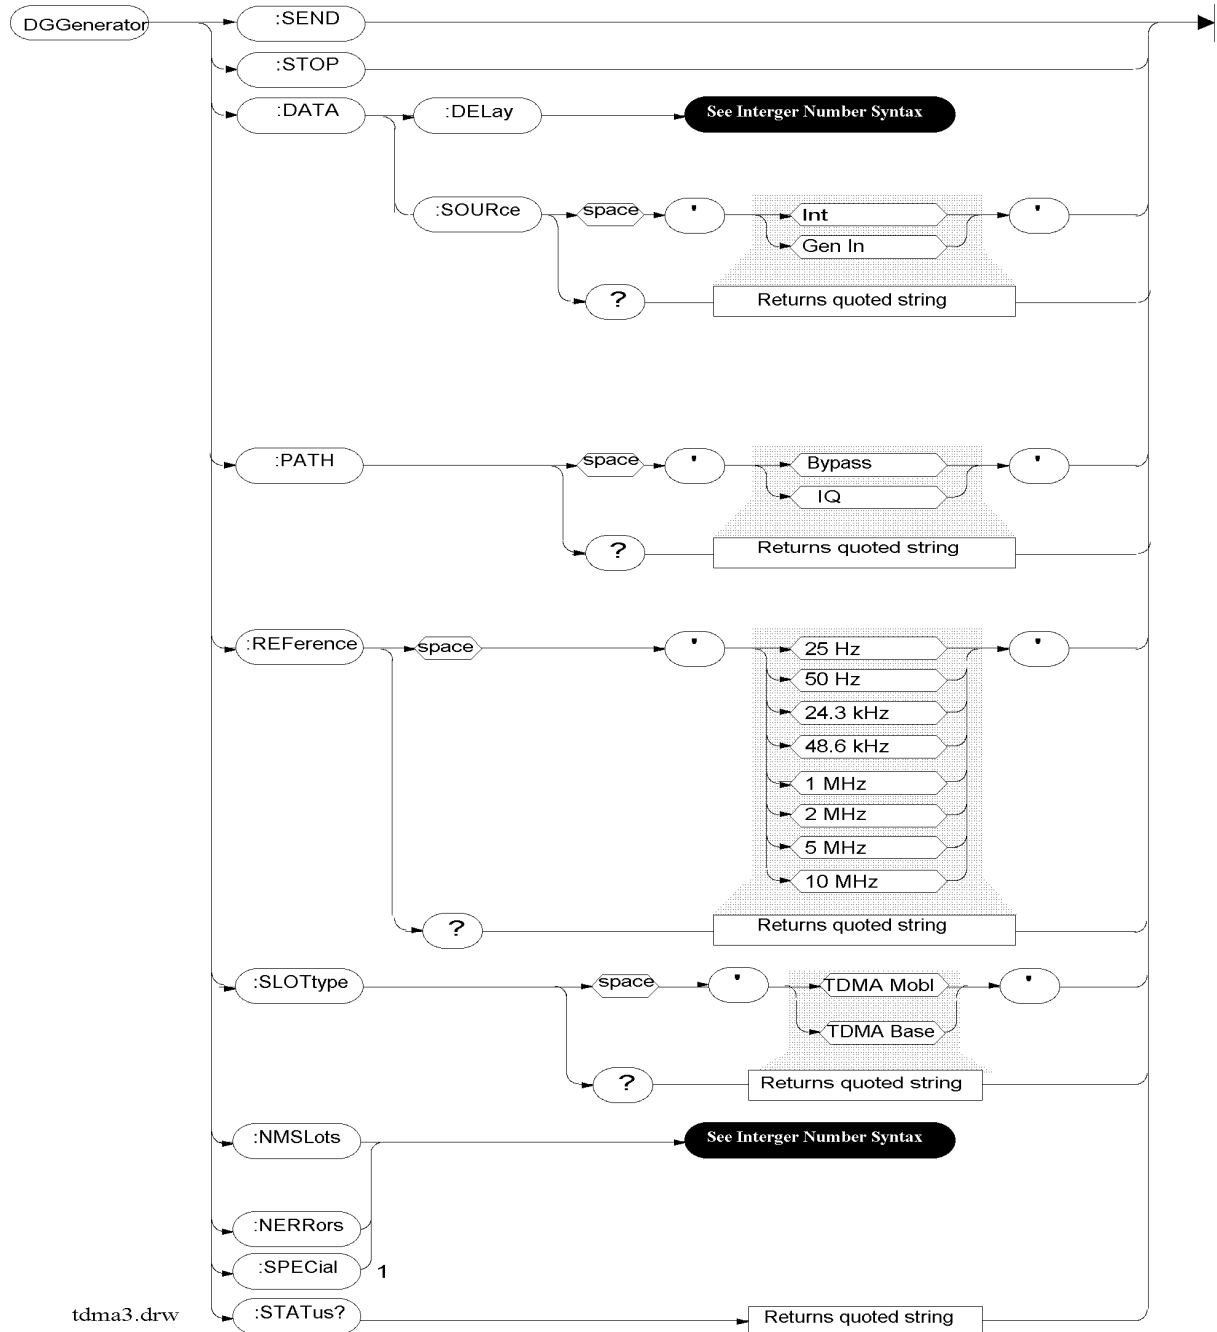 DGGenerator
:SEND
:STOP
:DATA
:DELay
See Interger Number Syntax
:SOURce
space
'
Int
Gen In
'
?
Returns quoted string
:PATH
space
'
Bypass
IQ
'
?
Returns quoted string
:REFerence
space
'
25 Hz
50 Hz
24.3 kHz
48.6 kHz
1 MHz
2 MHz
5 MHz
10 MHz
'
?
Returns quoted string
:SLOTtype
space
'
TDMA Mobl
TDMA Base
'
?
Returns quoted string
:NMSLots
See Interger Number Syntax
:NERRors
:SPECial
1
:STATus?
Returns quoted string
tdma3.drw